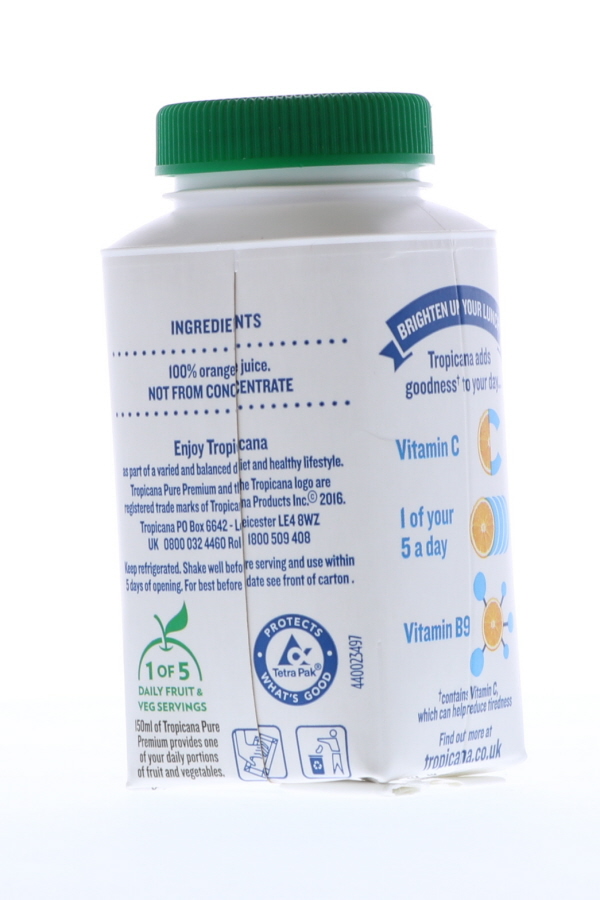 INGREDIENTS
100% orange juice.
NOT FROM CONCENTRATE
Enjoy Tropicana
as part of a varied and balanced diet and healthy lifestyle.
Tropicana Pure Premium and the Tropicana logo are
registered trade marks of Tropicana Products Inc.© 2016.
Tropicana PO Box 6642 - Leicester LE4 8WZ
UK 0800 032 4460 RoI 1800 509 408
Keep refrigerated. Shake well before serving and use within
5 days of opening. For best before date see front of carton.
1 OF 5
DAILY FRUIT &
VEG SERVINGS
150ml of Tropicana Pure
Premium provides one
of your daily portions
of fruit and vegetables.
PROTECTS
Tetra Pak®
WHAT'S GOOD
440023497
BRIGHTEN UP YOUR
Tropicana adds
goodness† to your day
Vitamin C
1 of your
5 a day
Vitamin B9
†contains Vitamin C,
which can help reduce tiredness
Find out more at
tropicana.co.uk